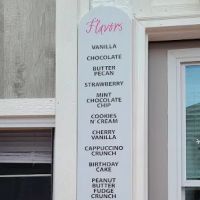 Flavors
VANILLA
CHOCOLATE
BUTTER
PECAN
STRAWBERRY
MINT
CHOCOLATE
CHIP
COOKIES
N' CREAM
CHERRY
VANILLA
CAPPUCCINO
CRUNCH
BIRTHDAY
CAKE
PEANUT
BUTTER
FUDGE
CRUNCH